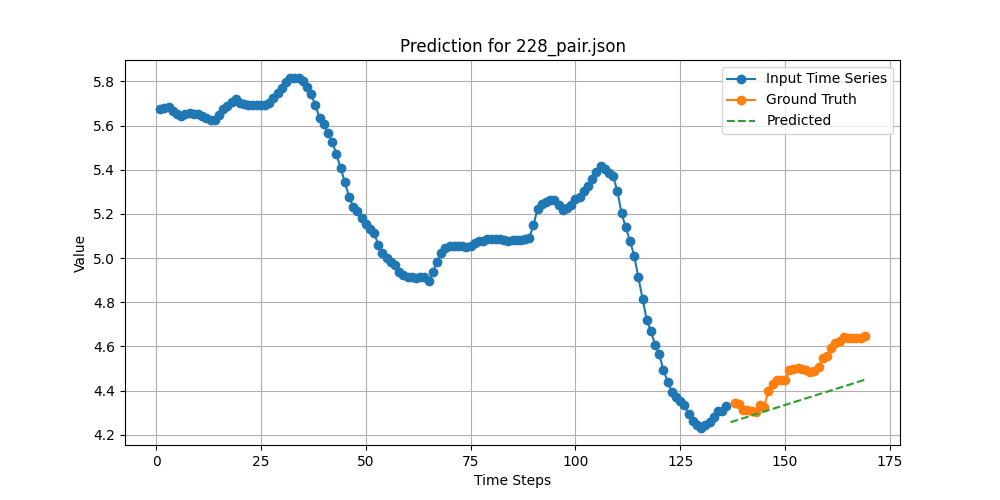 Prediction for 228_pair.json
Input Time Series
Ground Truth
Predicted
Value
5.8
5.6
5.4
5.2
5.0
4.8
4.6
4.4
4.2
0 25 50 75 100 125 150 175
Time Steps